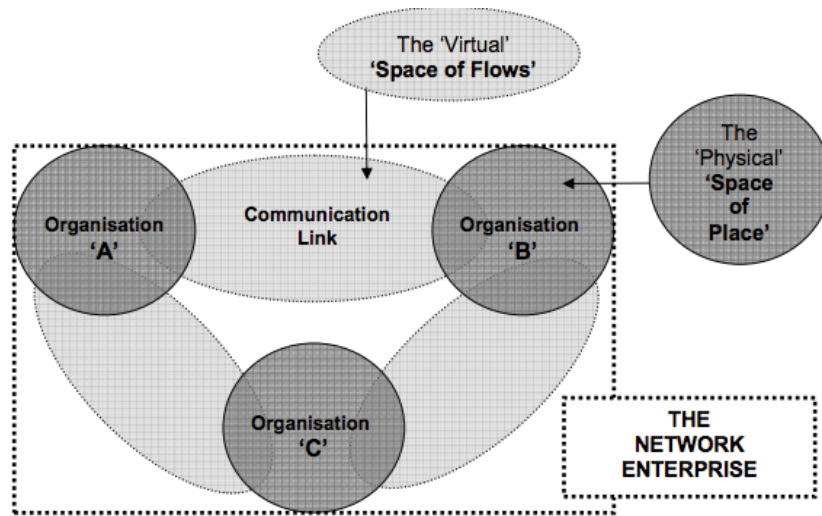 The ‘Virtual’
‘Space of Flows’
The
‘Physical’
‘Space
of
Place’
Organisation
‘A’
Communication
Link
Organisation
‘B’
Organisation
‘C’
THE
NETWORK
ENTERPRISE